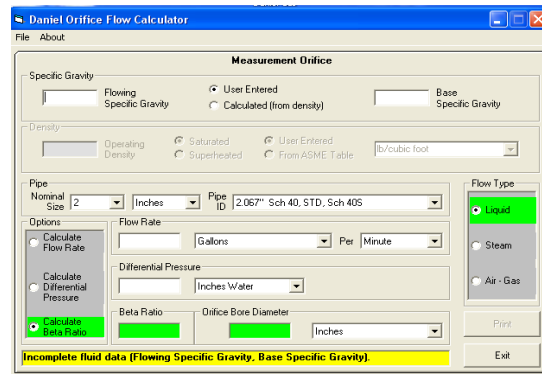 Daniel Orifice Flow Calculator
File About
Measurement Orifice
Specific Gravity
Flowing
Specific Gravity
User Entered
Calculated (from density)
Base
Specific Gravity
Density
Operating
Density
Saturated
Superheated
User Entered
From ASME Table
lb/cubic foot
Pipe
Nominal
Size
2
Inches
Pipe
ID
2.067" Sch 40, STD, Sch 40S
Flow Type
Liquid
Steam
Air - Gas
Options
Calculate
Flow Rate
Calculate
Differential
Pressure
Calculate
Beta Ratio
Flow Rate
Gallons
Per
Minute
Differential Pressure
Inches Water
Beta Ratio
Orifice Bore Diameter
Inches
Print
Exit
Incomplete fluid data (Flowing Specific Gravity, Base Specific Gravity).